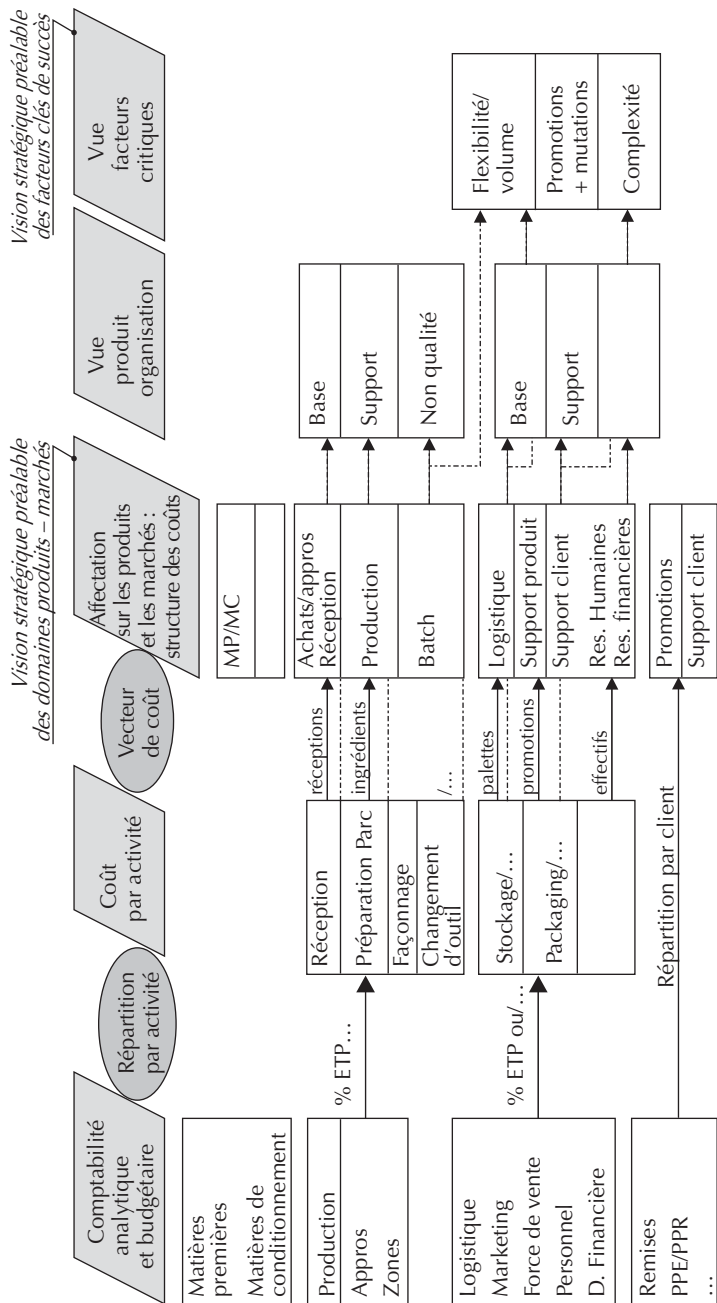 Vision stratégique préalable
des domaines produits – marchés
Vision stratégique préalable
des facteurs clés de succès
Comptabilité
analytique
et budgétaire
Répartition
par activité
Coût
par activité
Vecteur
de coût
Affectation
sur les produits
et les marchés :
structure des coûts
Vue
produit
organisation
Vue
facteurs
critiques
Matières
premières
Matières de
conditionnement
MP/MC
Production
Appros
Zones
% ETP…
Réception
Préparation Parc
Façonnage
Changement
d’outil
réceptions
ingrédients
/…
Achats/appros
Réception
Production
Batch
Base
Support
Non qualité
Logistique
Marketing
Force de vente
Personnel
D. Financière
% ETP ou/…
Stockage/…
Packaging/…
palettes
promotions
effectifs
Logistique
Support produit
Support client
Res. Humaines
Res. financières
Base
Support
Flexibilité/
volume
Promotions
+ mutations
Complexité
Remises
PPE/PPR
…
Répartition par client
Promotions
Support client